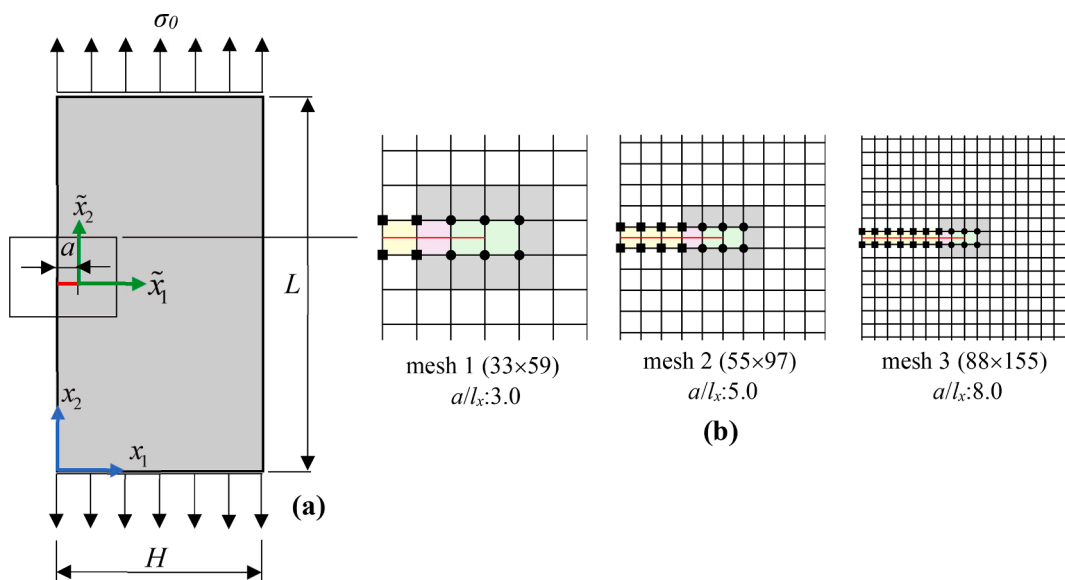 σ₀
x̃₂
a
x̃₁
L
x₂
x₁
(a)
H
mesh 1 (33×59)
a/lₓ:3.0
mesh 2 (55×97)
a/lₓ:5.0
mesh 3 (88×155)
a/lₓ:8.0
(b)